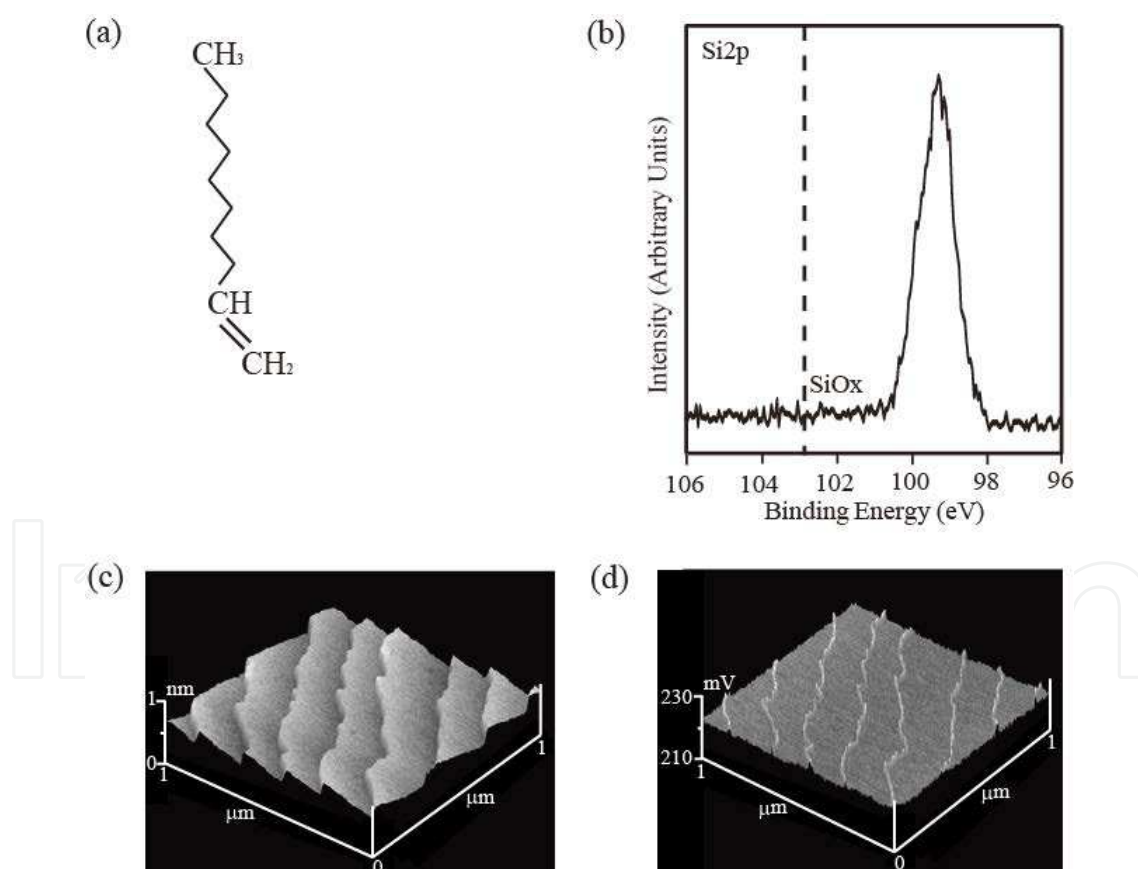 (a)
CH₃
CH
CH₂
(b)
Si2p
SiOx
Intensity (Arbitrary Units)
106 104 102 100 98 96
Binding Energy (eV)
(c)
1 nm
0
1
μm
0
μm
1
(d)
mV
230
210
1
μm
0
μm
1